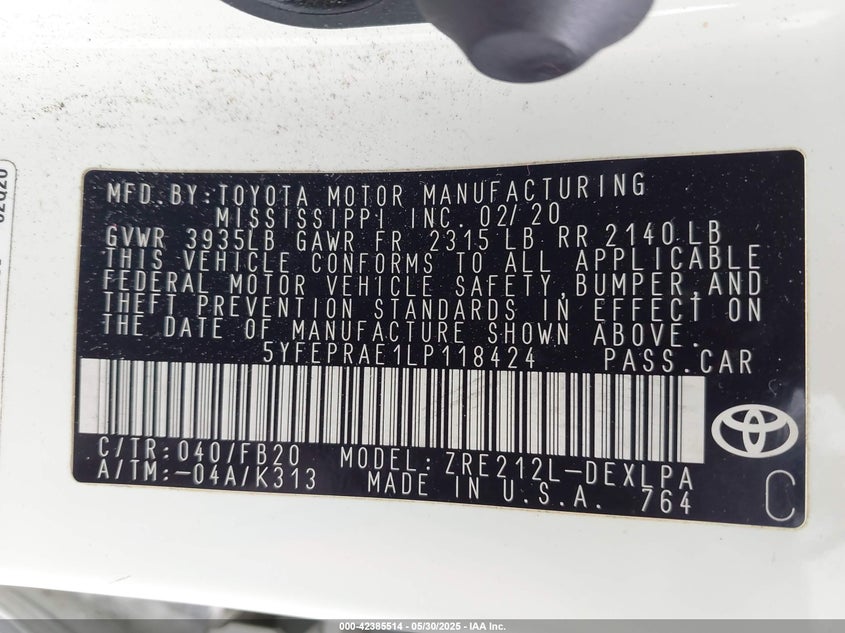 MFD. BY: TOYOTA MOTOR MANUFACTURING
MISSISSIPPI INC. 02/20
GVWR 3935LB GAWR FR 2315 LB RR 2140 LB
THIS VEHICLE CONFORMS TO ALL APPLICABLE
FEDERAL MOTOR VEHICLE SAFETY, BUMPER, AND
THEFT PREVENTION STANDARDS IN EFFECT ON
THE DATE OF MANUFACTURE SHOWN ABOVE.
5YFEPRAE1LP118424 PASS. CAR
C/TR: 040/FB20 MODEL: ZRE212L-DEXLPA
A/TM: -04A/K313 MADE IN U.S.A. 764
C
000-42385514 - 05/30/2025 - IAA Inc.